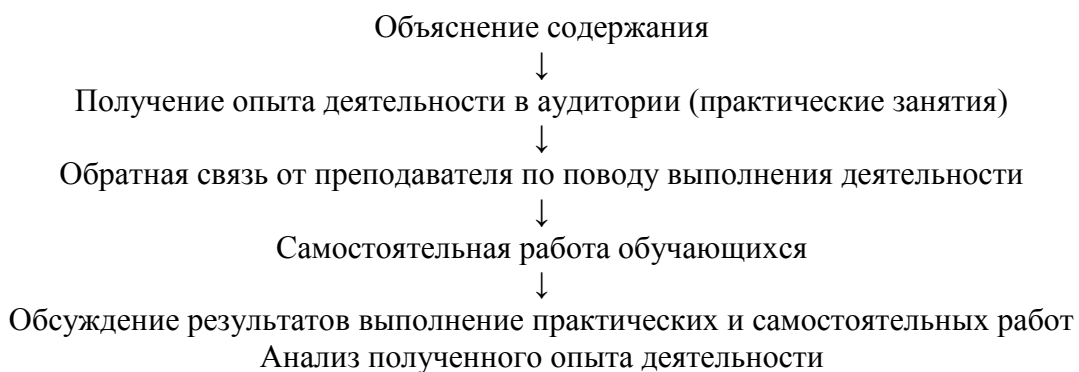 Объяснение содержания
↓
Получение опыта деятельности в аудитории (практические занятия)
↓
Обратная связь от преподавателя по поводу выполнения деятельности
↓
Самостоятельная работа обучающихся
↓
Обсуждение результатов выполнение практических и самостоятельных работ
Анализ полученного опыта деятельности